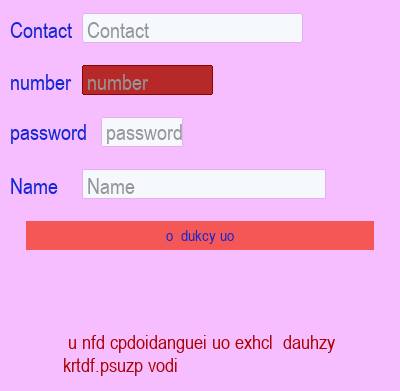 Contact Contact
number number
password password
Name Name
o dukcy uo
u nfd cpdoidanguei uo exhcl dauhzy
krtdf.psuzp vodi